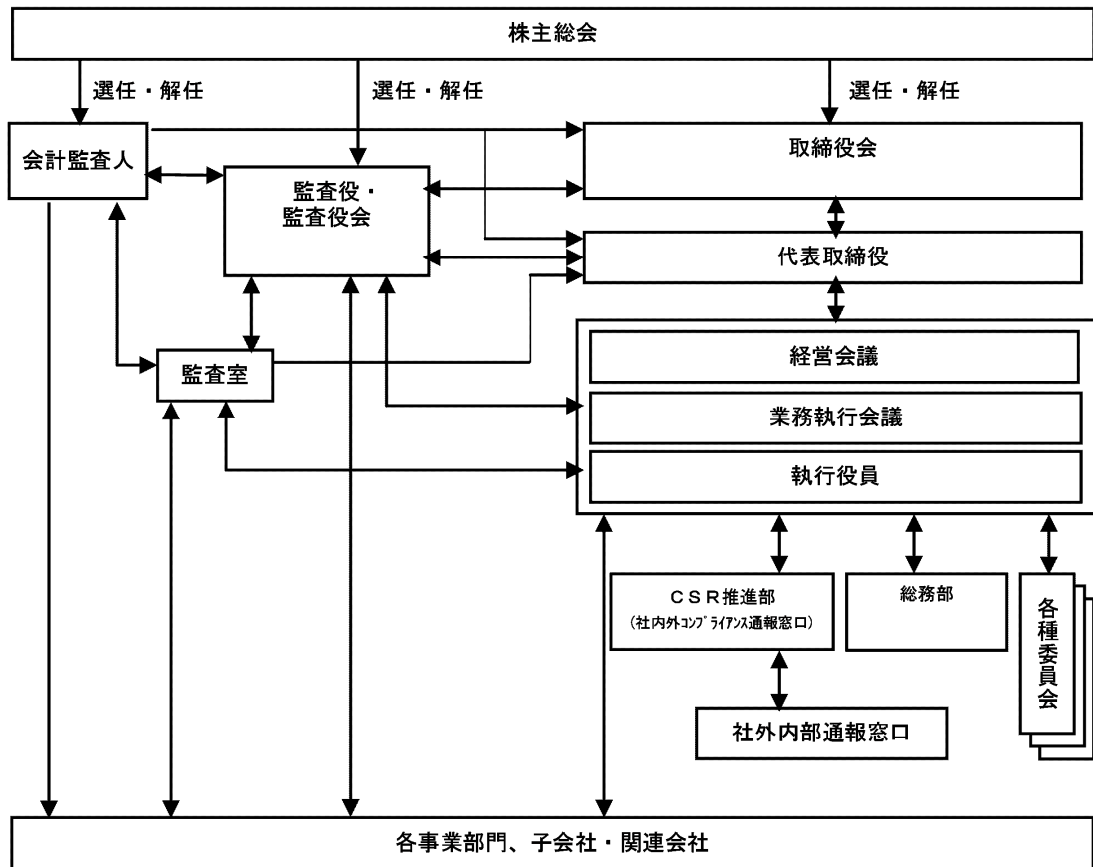 株主総会
選任・解任
選任・解任
選任・解任
会計監査人
監査役・
監査役会
取締役会
代表取締役
監査室
経営会議
業務執行会議
執行役員
ＣＳＲ推進部
(社内外ｺﾝﾌﾟﾗｲｱﾝｽ通報窓口)
総務部
各種委員会
社外内部通報窓口
各事業部門、子会社・関連会社